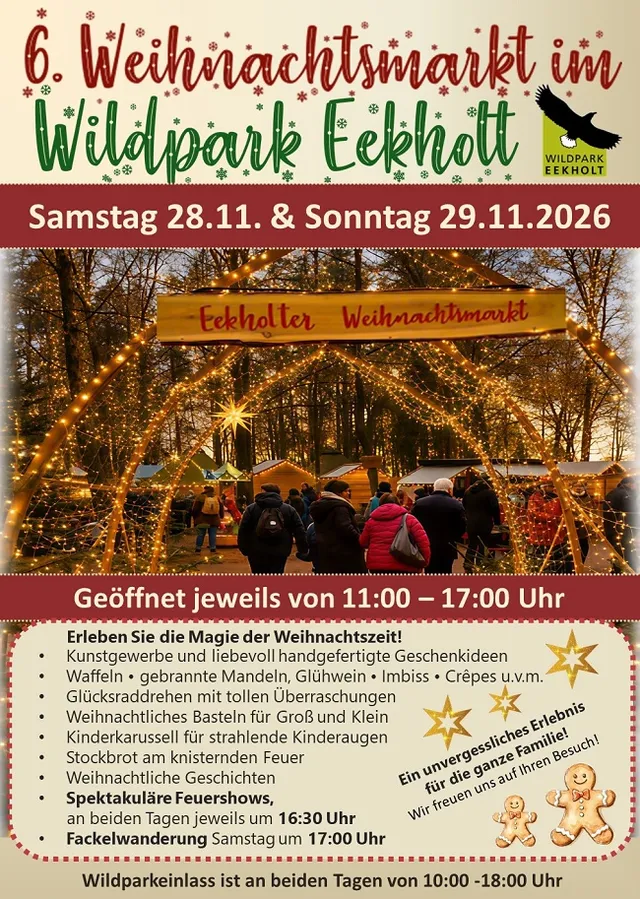 6. Weihnachtsmarkt im
Wildpark Eekholt
WILDPARK
EEKHOLT
Samstag 28.11. & Sonntag 29.11.2026
Eekholter Weihnachtsmarkt
Geöffnet jeweils von 11:00 – 17:00 Uhr
Erleben Sie die Magie der Weihnachtszeit!
• Kunstgewerbe und liebevoll handgefertigte Geschenkideen
• Waffeln • gebrannte Mandeln, Glühwein • Imbiss • Crêpes u.v.m.
• Glücksraddrehen mit tollen Überraschungen
• Weihnachtliches Basteln für Groß und Klein
• Kinderkarussell für strahlende Kinderaugen
• Stockbrot am knisternden Feuer
• Weihnachtliche Geschichten
• Spektakuläre Feuershows,
an beiden Tagen jeweils um 16:30 Uhr
• Fackelwanderung Samstag um 17:00 Uhr
Ein unvergessliches Erlebnis
für die ganze Familie!
Wir freuen uns auf Ihren Besuch!
Wildparkeinlass ist an beiden Tagen von 10:00 -18:00 Uhr